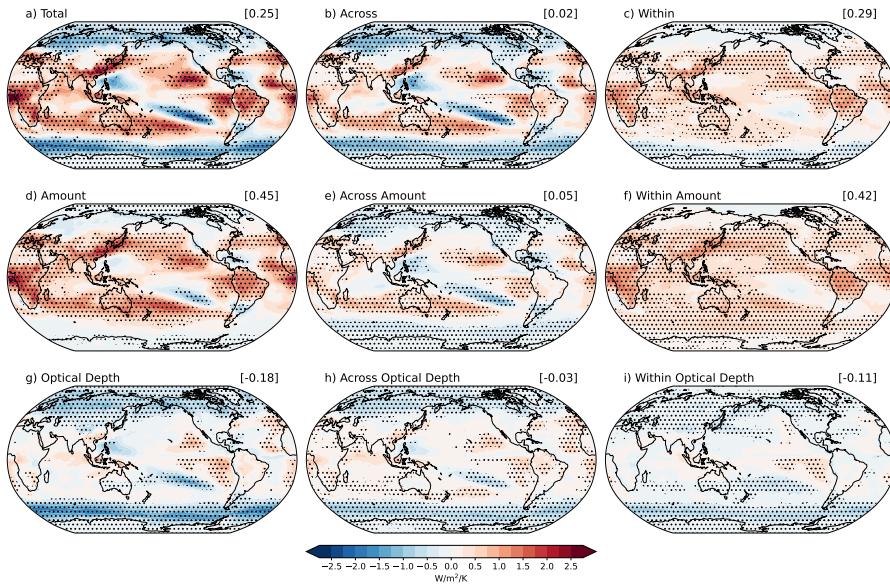 a) Total [0.25]
b) Across [0.02]
c) Within [0.29]
d) Amount [0.45]
e) Across Amount [0.05]
f) Within Amount [0.42]
g) Optical Depth [-0.18]
h) Across Optical Depth [-0.03]
i) Within Optical Depth [-0.11]
−2.5 −2.0 −1.5 −1.0 −0.5 0.0 0.5 1.0 1.5 2.0 2.5
W/m²/K